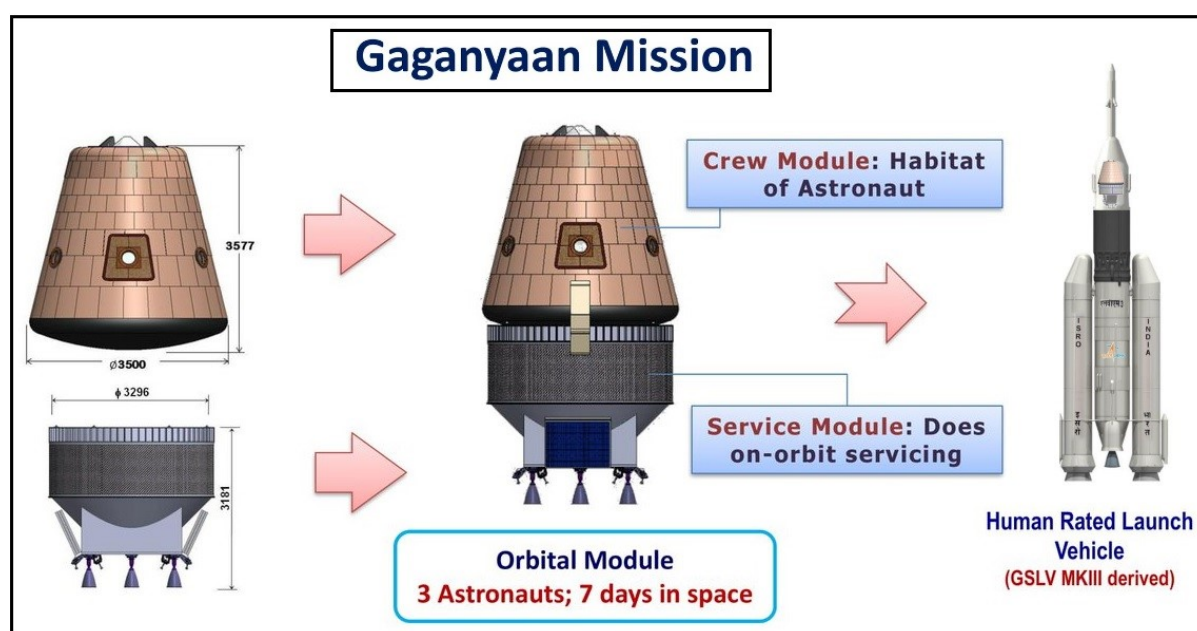 Gaganyaan Mission
3577
Ø3500
ϕ 3296
3181
Crew Module: Habitat
of Astronaut
Service Module: Does
on-orbit servicing
Orbital Module
3 Astronauts; 7 days in space
ISRO
INDIA
Human Rated Launch
Vehicle
(GSLV MKIII derived)